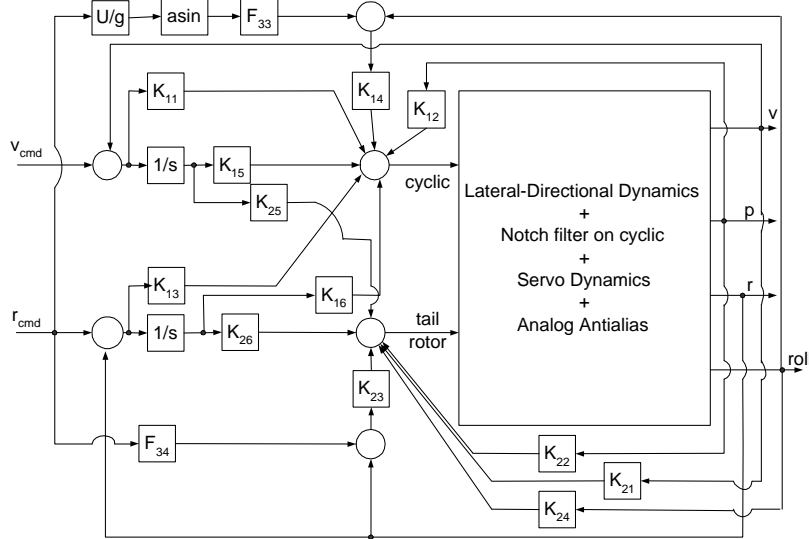 U/g
asin
F33
K11
K14
K12
v
vcmd
1/s
K15
cyclic
Lateral-Directional Dynamics
+
Notch filter on cyclic
+
Servo Dynamics
+
Analog Antialias
K25
p
K13
K16
r
rcmd
1/s
K26
tail
rotor
rol
K23
F34
K22
K21
K24